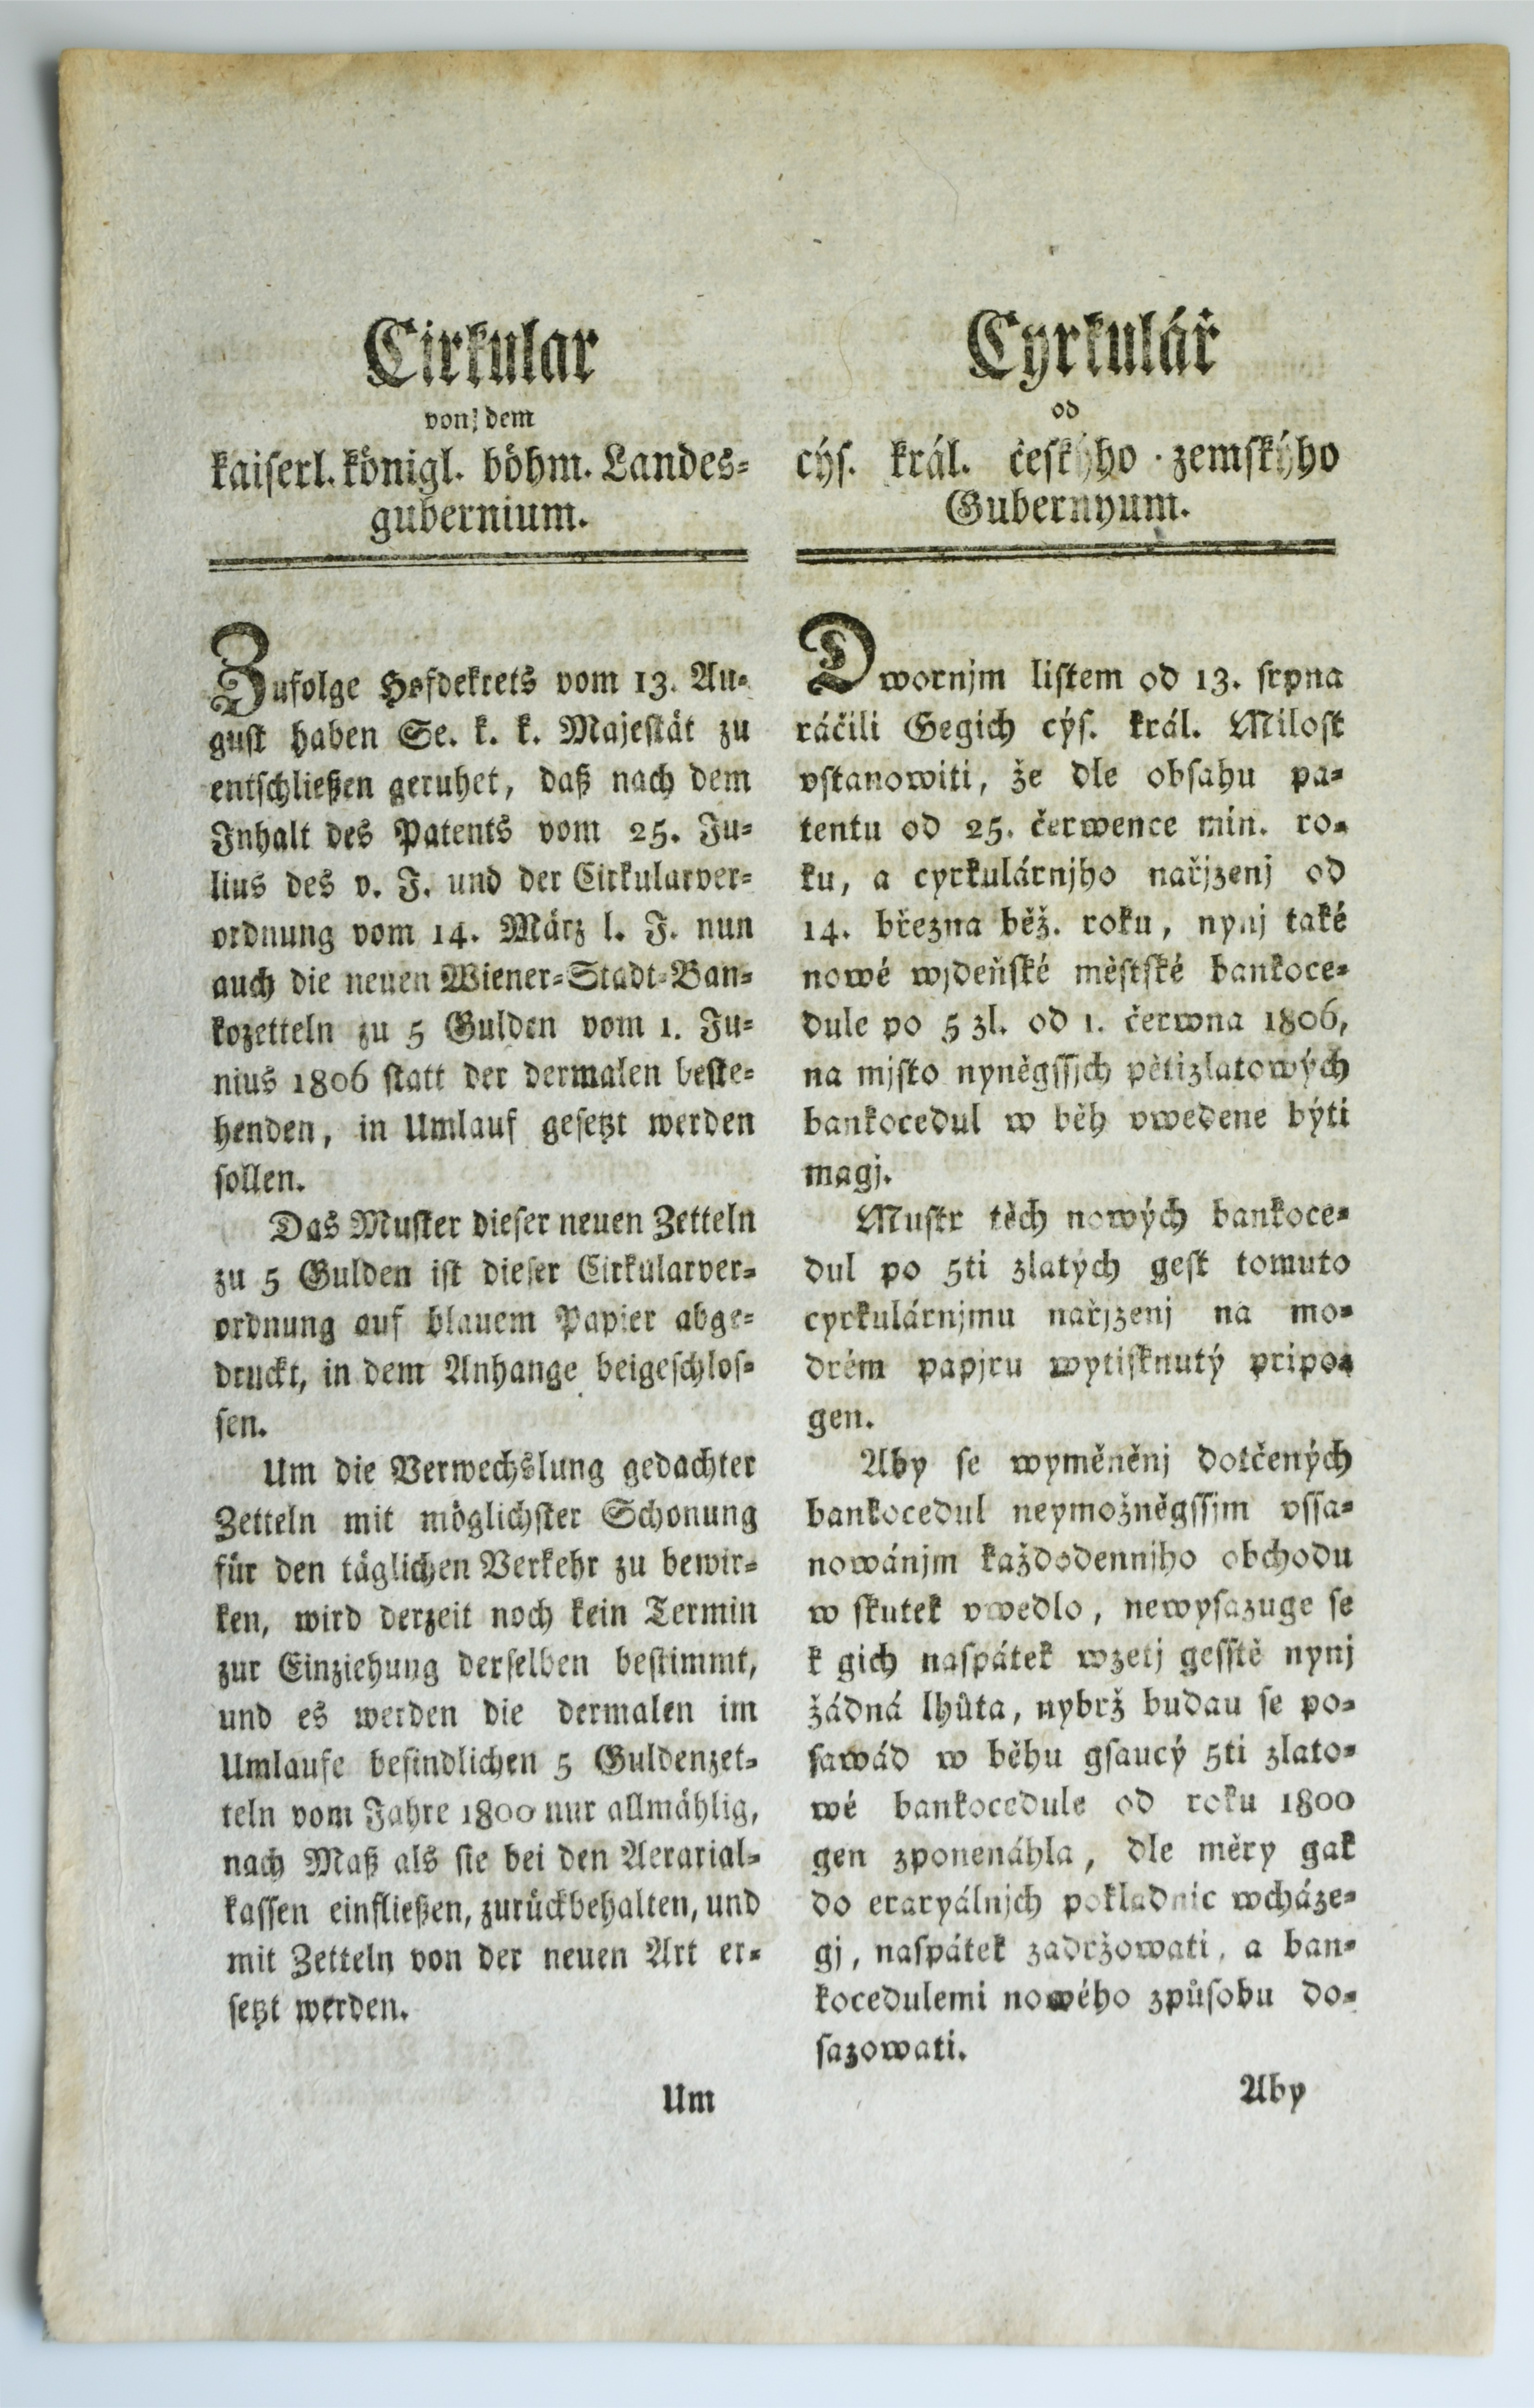 Cirkular
von dem
kaiserl. königl. böhm. Landes-
gubernium.
Zufolge Hofdekrets vom 13. Au-
gust haben Se. k. k. Majestät zu
entschließen geruhet, daß nach dem
Inhalt des Patents vom 25. Ju-
lius des v. J. und der Cirkularver-
ordnung vom 14. März l. J. nun
auch die neuen Wiener-Stadt-Ban-
kozetteln zu 5 Gulden vom 1. Ju-
nius 1806 statt der dermalen beste-
henden, in Umlauf gesetzt werden
sollen.
Das Muster dieser neuen Zetteln
zu 5 Gulden ist dieser Cirkularver-
ordnung auf blauem Papier abge-
druckt, in dem Anhange beigeschlos-
sen.
Um die Verwechslung gedachter
Zetteln mit möglichster Schonung
für den täglichen Verkehr zu bewir-
ken, wird derzeit noch kein Termin
zur Einziehung derselben bestimmt,
und es werden die dermalen im
Umlaufe befindlichen 5 Guldenzet-
teln vom Jahre 1800 nur allmählig,
nach Maß als sie bei den Aerarial-
kassen einfließen, zurückbehalten, und
mit Zetteln von der neuen Art er-
setzt werden.
Um
Cyrkulář
od
cýs. král. českýho zemskýho
Gubernyum.
Dwornjm listem od 13. srpna
ráčili Gegich cýs. král. Milost
vstanowiti, že dle obsahu pa-
tentu od 25. čerwence min. ro-
ku, a cyrkulárnjho nařjzenj od
14. března běž. roku, nynj také
nowé wjdeňské městské bankoce-
dule po 5 zl. od 1. čerwna 1806,
na mjsto nyněgssjch pětizlatowých
bankocedul w běh vwedene býti
magj.
Mustr těch nowých bankoce-
dul po 5ti zlatých gest tomuto
cyrkulárnjmu nařjzenj na mo-
drém papjru wytisknutý pripo-
gen.
Aby se wyměněnj dotčených
bankocedul neymožněgssjm vssa-
nowánjm každodennjho obchodu
w skutek vwedlo, newysazuge se
k gich naspátek wzetj gesstě nynj
žádná lhůta, nybrž budau se po-
sawád w běhu gsaucý 5ti zlato-
wé bankocedule od roku 1800
gen zponenáhla, dle měry gak
do eraryálnjch pokladnic wcháze-
gj, naspátek zadržowati, a ban-
kocedulemi nowého způsobu do-
sazowati.
Aby